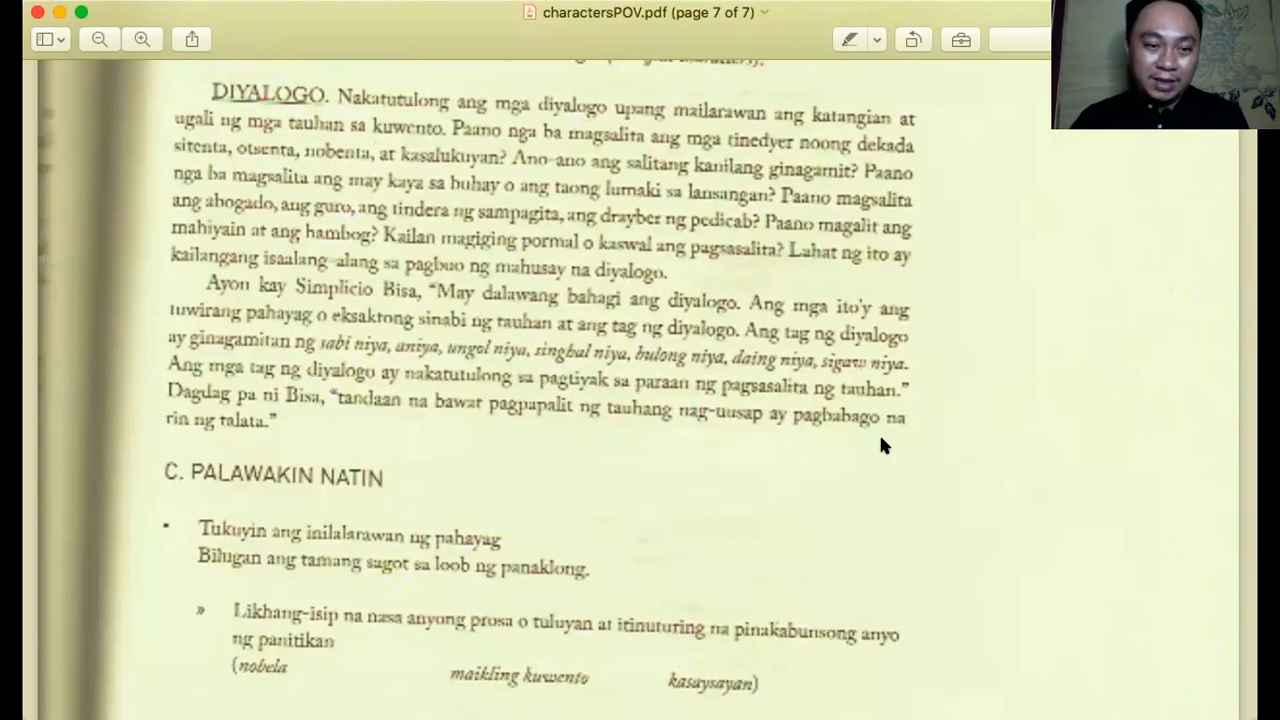 charactersPOV.pdf (page 7 of 7)
DIYALOGO. Nakatutulong ang mga diyalogo upang mailarawan ang katangian at
ugali ng mga tauhan sa kuwento. Paano nga ba magsalita ang mga tinedyer noong dekada
sitenta, otsenta, nobenta, at kasalukuyan? Ano-ano ang salitang kanilang ginagamit? Paano
nga ba magsalita ang may kaya sa buhay o ang taong lumaki sa lansangan? Paano magsalita
ang abogado, ang guro, ang tindera ng sampagita, ang drayber ng pedicab? Paano magalit ang
mahiyain at ang hambog? Kailan magiging pormal o kaswal ang pagsasalita? Lahat ng ito ay
kailangang isaalang-alang sa pagbuo ng mahusay na diyalogo.
Ayon kay Simplicio Bisa, “May dalawang bahagi ang diyalogo. Ang mga ito'y ang
tuwirang pahayag o eksaktong sinabi ng tauhan at ang tag ng diyalogo. Ang tag ng diyalogo
ay ginagamitan ng sabi niya, aniya, ungol niya, singhal niya, bulong niya, daing niya, sigaw niya.
Ang mga tag ng diyalogo ay nakatutulong sa pagtiyak sa paraan ng pagsasalita ng tauhan.”
Dagdag pa ni Bisa, “tandaan na bawat pagpapalit ng tauhang nag-uusap ay pagbabago na
rin ng talata.”
C. PALAWAKIN NATIN
▪ Tukuyin ang inilalarawan ng pahayag
Bilugan ang tamang sagot sa loob ng panaklong.
» Likhang-isip na nasa anyong prosa o tuluyan at itinuturing na pinakabunsong anyo
ng panitikan
(nobela maikling kuwento kasaysayan)